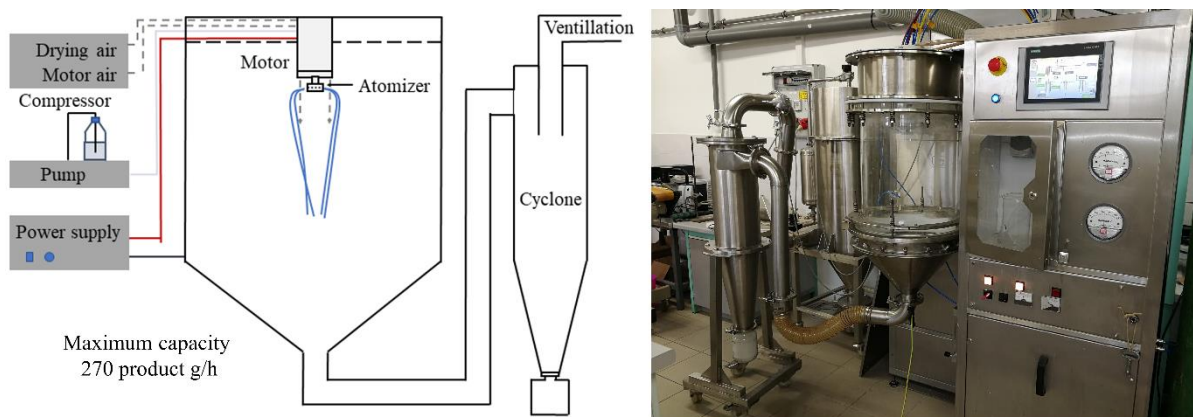 Drying air
Motor air
Compressor
Pump
Power supply
Motor
Atomizer
Ventillation
Cyclone
Maximum capacity
270 product g/h